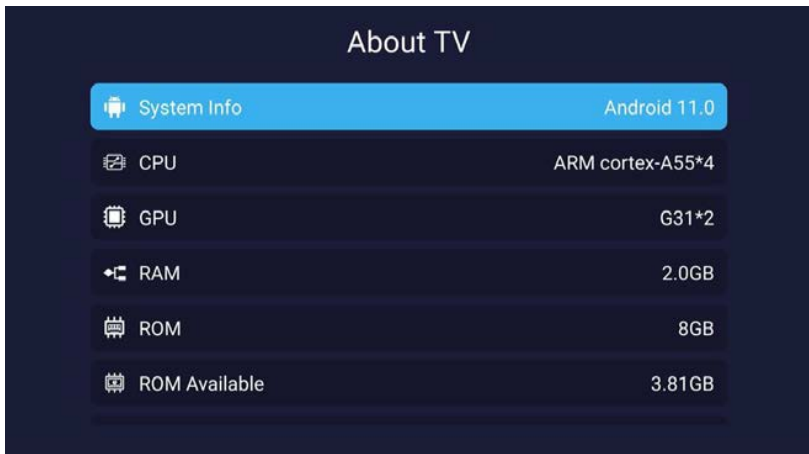 About TV
System Info Android 11.0
CPU ARM cortex-A55*4
GPU G31*2
RAM 2.0GB
ROM 8GB
ROM Available 3.81GB